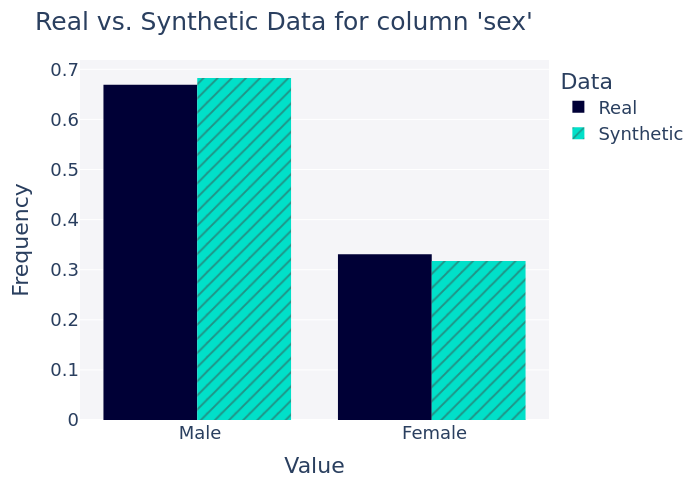 Real vs. Synthetic Data for column 'sex'
Data
Real
Synthetic
Frequency
0.7
0.6
0.5
0.4
0.3
0.2
0.1
0
Male Female
Value